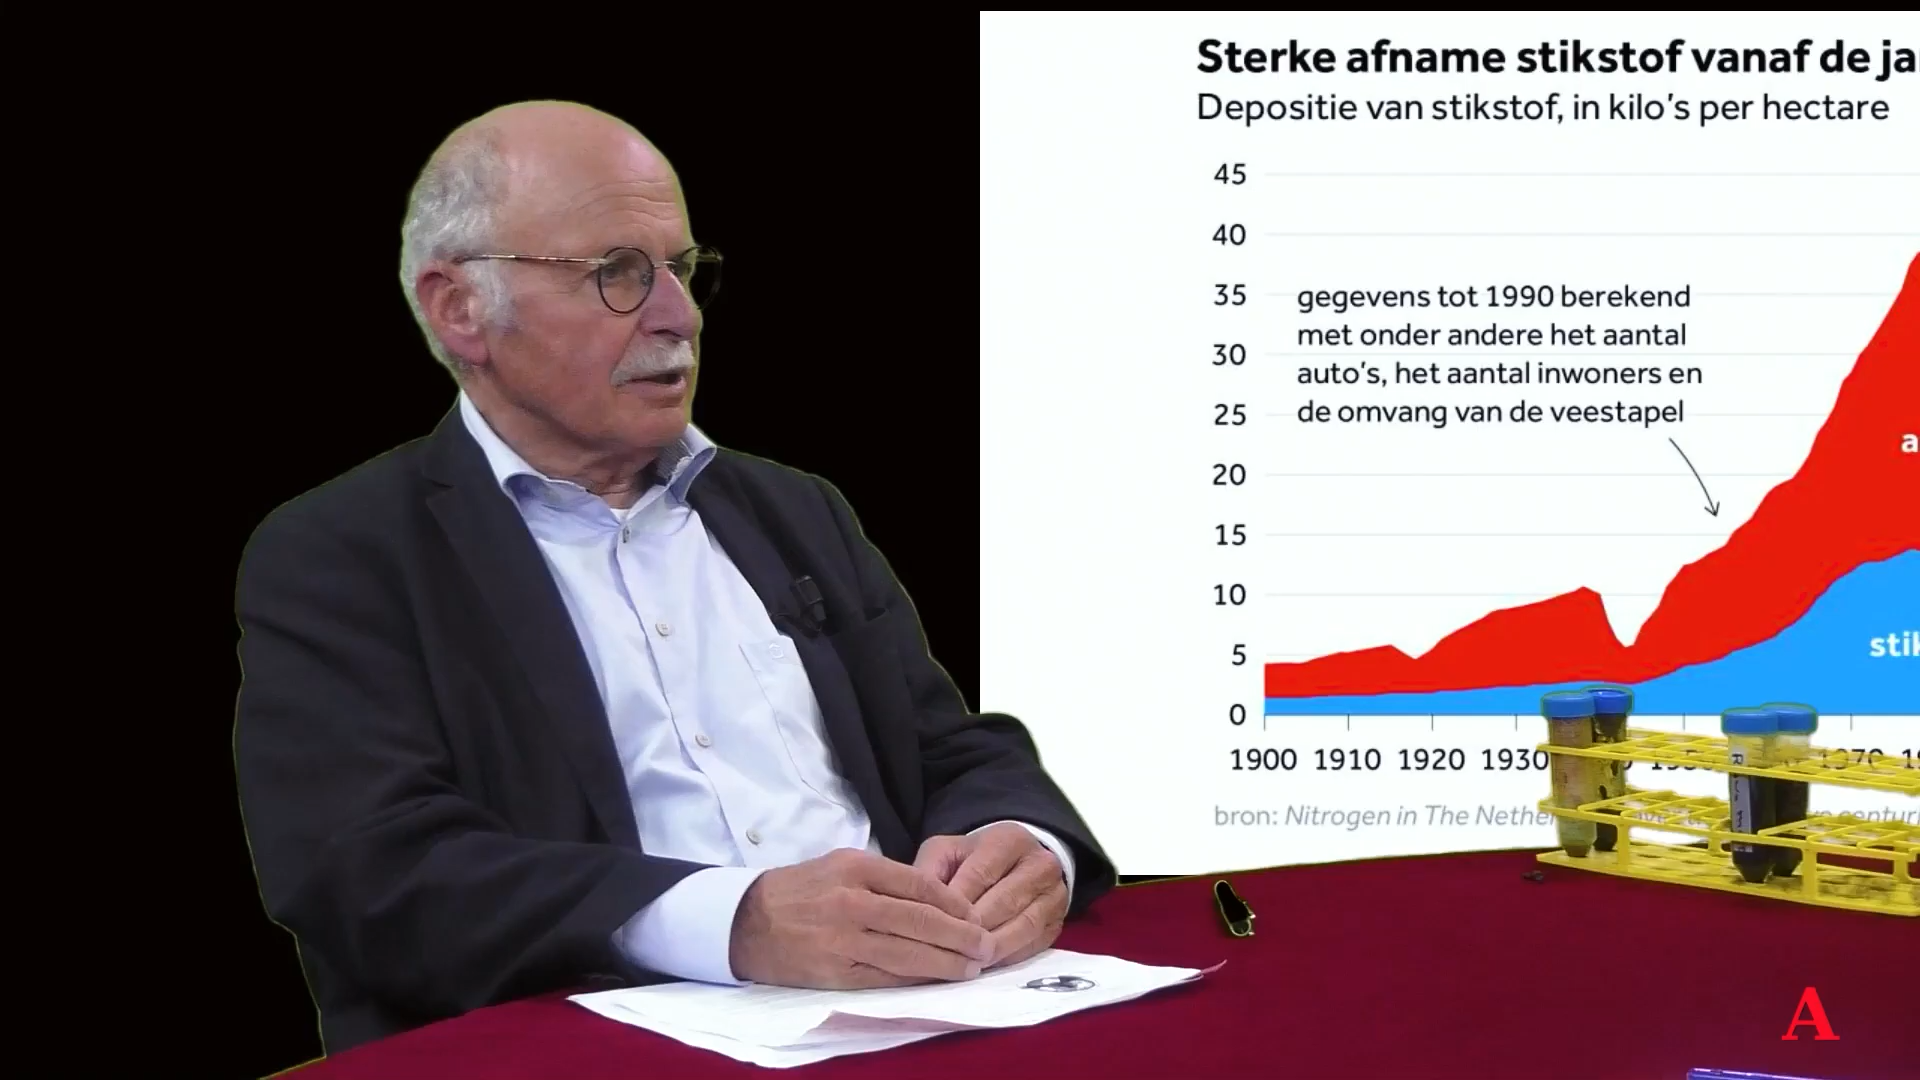 Sterke afname stikstof vanaf de ja
Depositie van stikstof, in kilo's per hectare
45
40
35
30
25
20
15
10
5
0
gegevens tot 1990 berekend
met onder andere het aantal
auto's, het aantal inwoners en
de omvang van de veestapel
a
stik
1900 1910 1920 1930 1970
bron: Nitrogen in The Nether
A